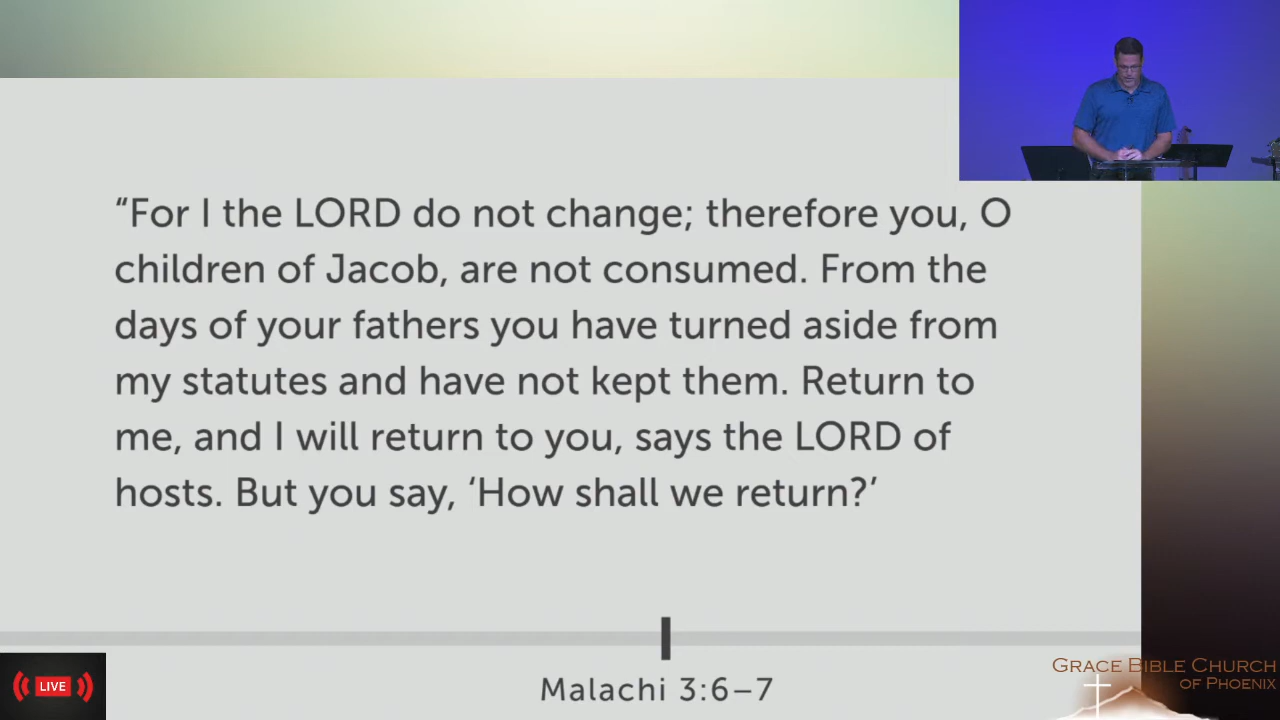 “For I the LORD do not change; therefore you, O
children of Jacob, are not consumed. From the
days of your fathers you have turned aside from
my statutes and have not kept them. Return to
me, and I will return to you, says the LORD of
hosts. But you say, ‘How shall we return?’
Malachi 3:6–7
LIVE
Grace Bible Church
of Phoenix